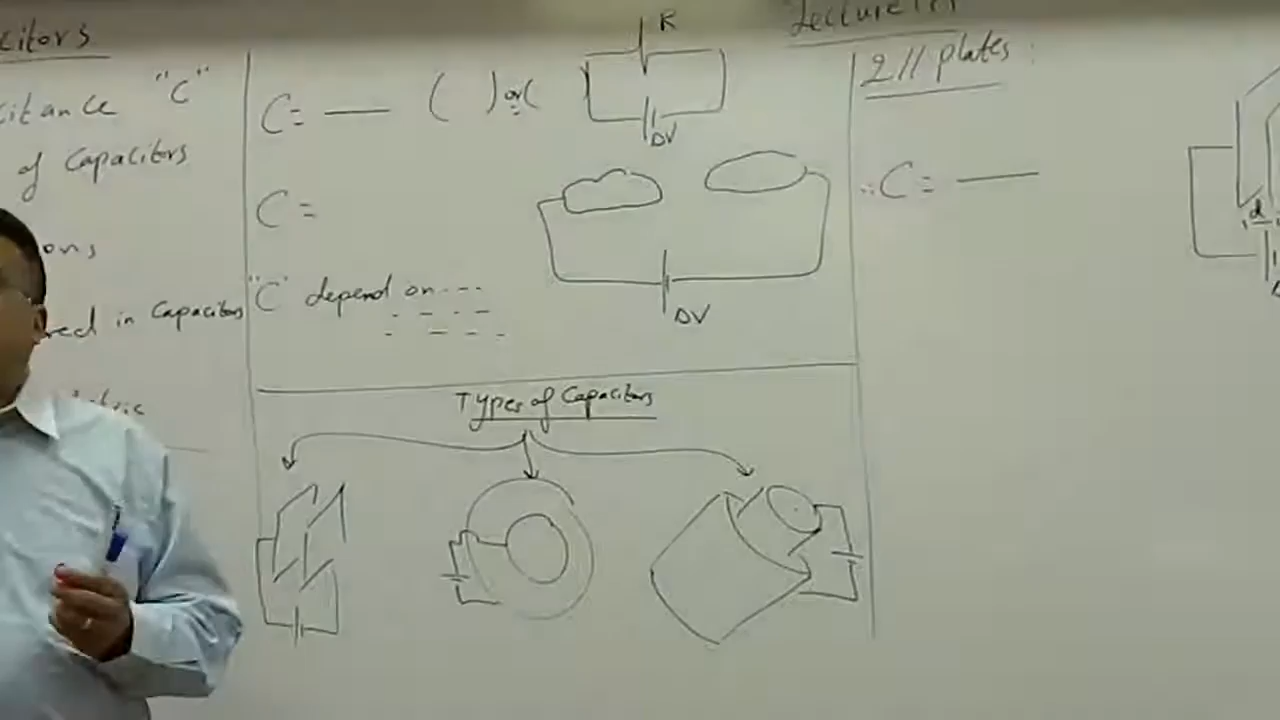 citors
citance "C"
of Capacitors
ons
red in Capacitors
tric
C = — ( ) or (
R
ΔV
C =
ΔV
"C" depend on ---
Types of Capacitors
Lecture
2 // plates :
∴ C = —
d